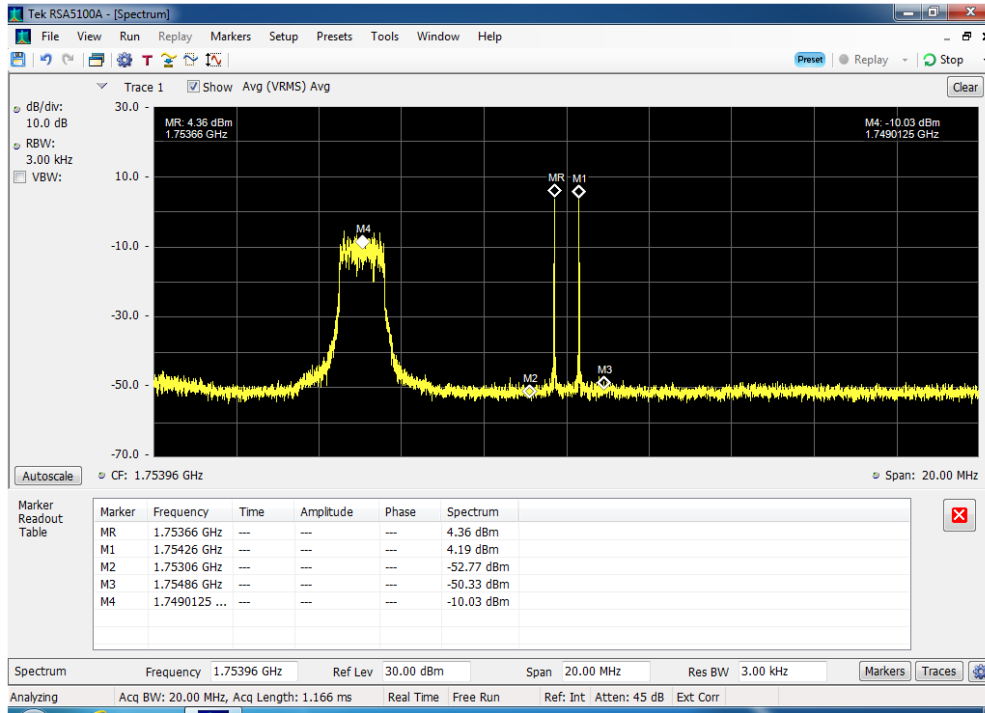 Tek RSA5100A - [Spectrum]
File View Run Replay Markers Setup Presets Tools Window Help
T Preset Replay Stop
Trace 1 Show Avg (VRMS) Avg Clear
dB/div:
10.0 dB
RBW:
3.00 kHz
VBW:
30.0 -
10.0 -
-10.0 -
-30.0 -
-50.0 -
-70.0 -
MR: 4.36 dBm
1.75366 GHz
M4: -10.03 dBm
1.7490125 GHz
MR M1
M4
M2
M3
Autoscale CF: 1.75396 GHz Span: 20.00 MHz
Marker
Readout
Table
Marker Frequency Time Amplitude Phase Spectrum
MR 1.75366 GHz --- --- --- 4.36 dBm
M1 1.75426 GHz --- --- --- 4.19 dBm
M2 1.75306 GHz --- --- --- -52.77 dBm
M3 1.75486 GHz --- --- --- -50.33 dBm
M4 1.7490125 ... --- --- --- -10.03 dBm
Spectrum Frequency 1.75396 GHz Ref Lev 30.00 dBm Span 20.00 MHz Res BW 3.00 kHz Markers Traces
Analyzing Acq BW: 20.00 MHz, Acq Length: 1.166 ms Real Time Free Run Ref: Int Atten: 45 dB Ext Corr